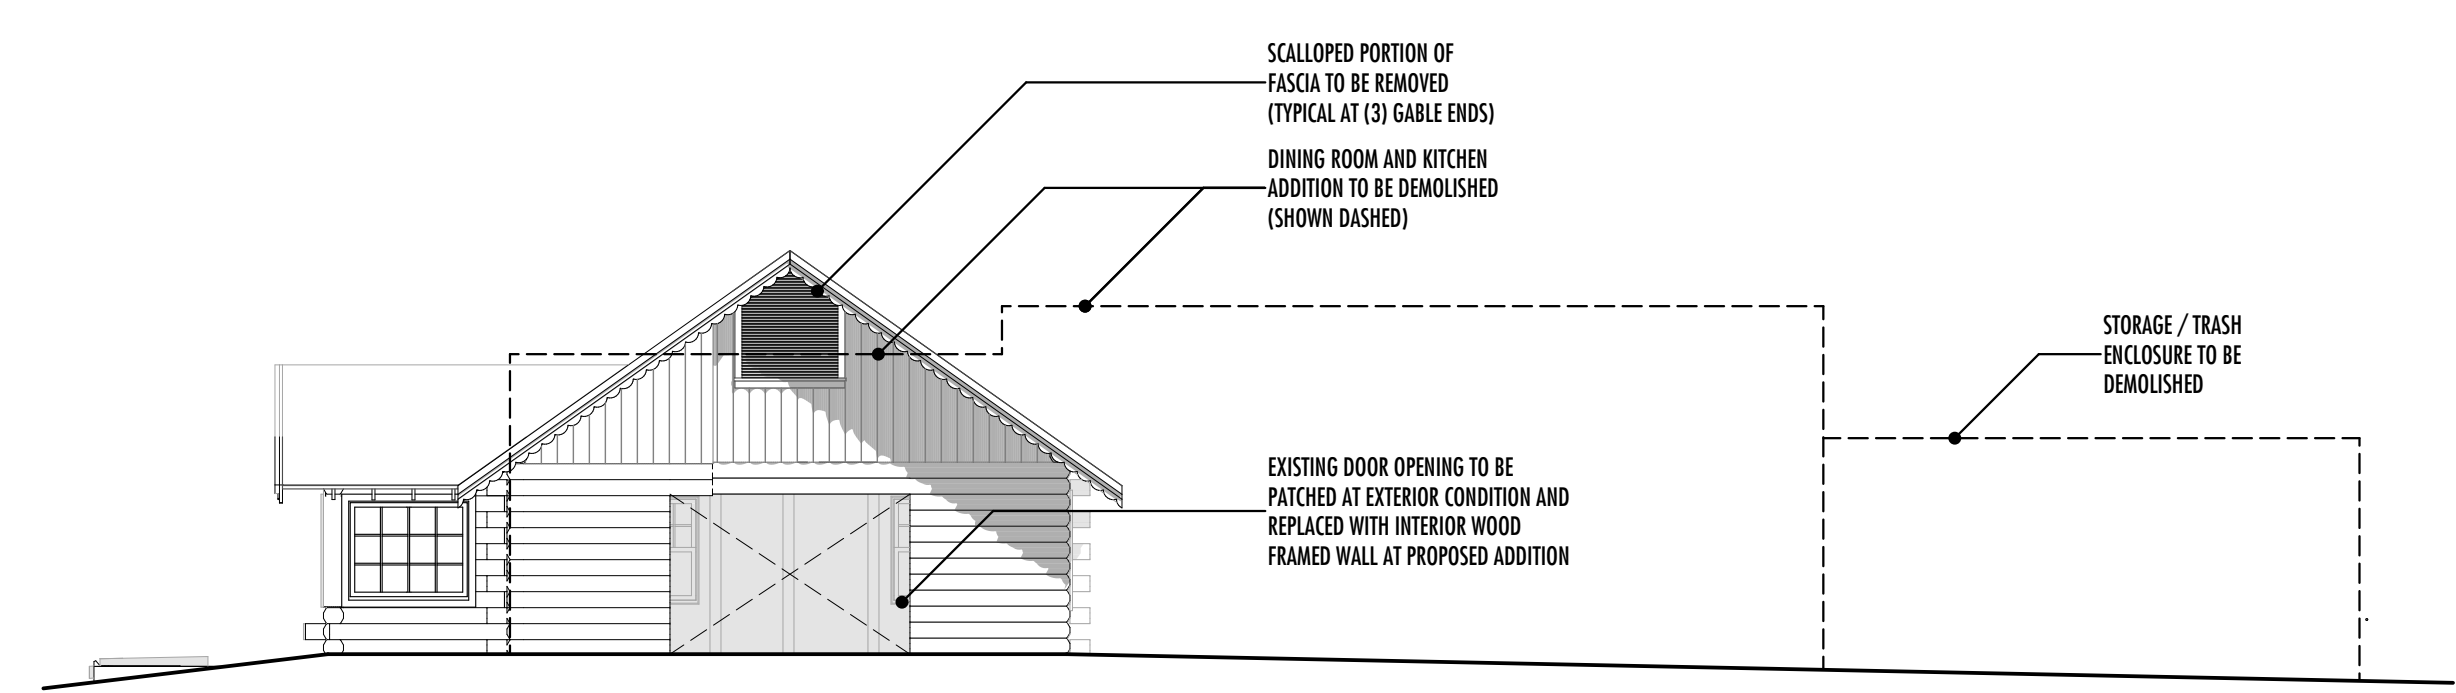 SCALLOPED PORTION OF
FASCIA TO BE REMOVED
(TYPICAL AT (3) GABLE ENDS)
DINING ROOM AND KITCHEN
ADDITION TO BE DEMOLISHED
(SHOWN DASHED)
STORAGE / TRASH
ENCLOSURE TO BE
DEMOLISHED
EXISTING DOOR OPENING TO BE
PATCHED AT EXTERIOR CONDITION AND
REPLACED WITH INTERIOR WOOD
FRAMED WALL AT PROPOSED ADDITION